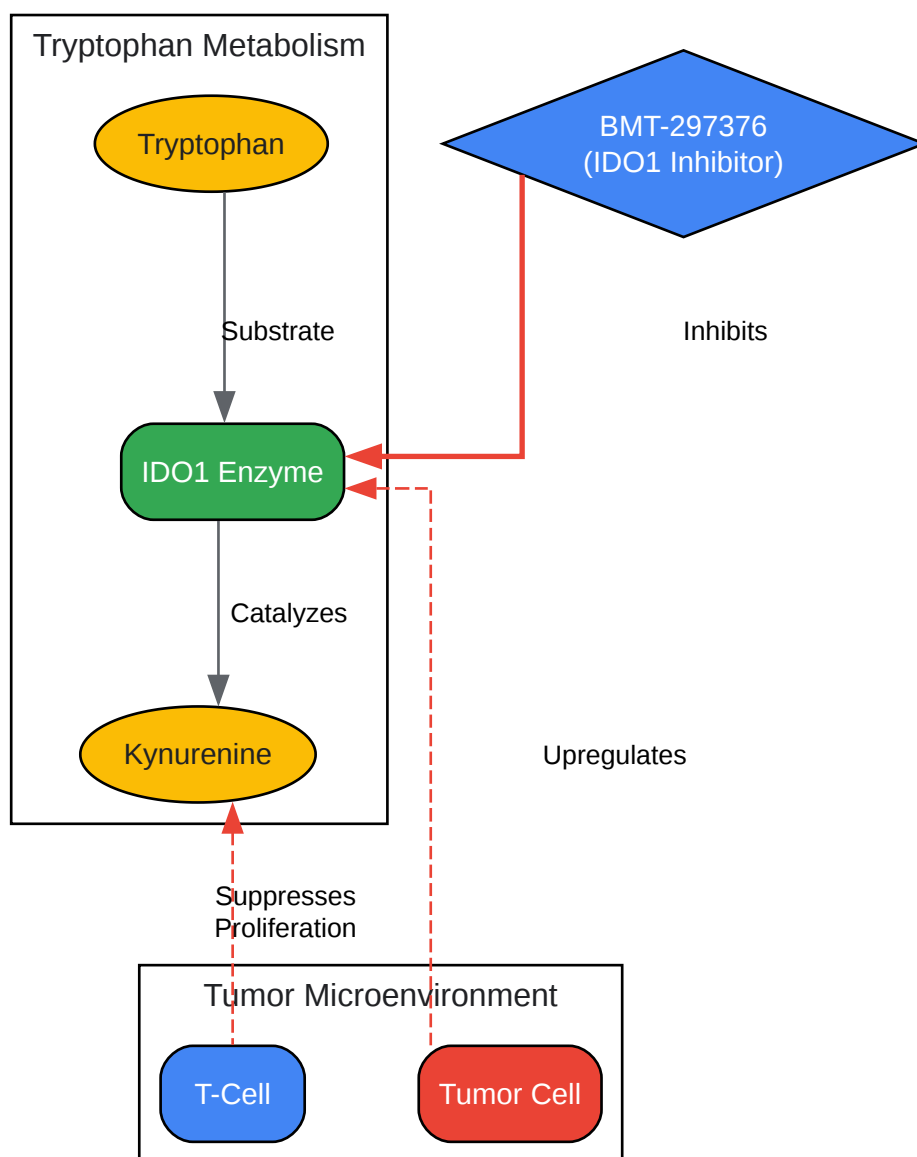 Tryptophan Metabolism
Tryptophan
BMT-297376
(IDO1 Inhibitor)
Substrate
Inhibits
IDO1 Enzyme
Catalyzes
Kynurenine
Upregulates
Suppresses
Proliferation
Tumor Microenvironment
T-Cell
Tumor Cell